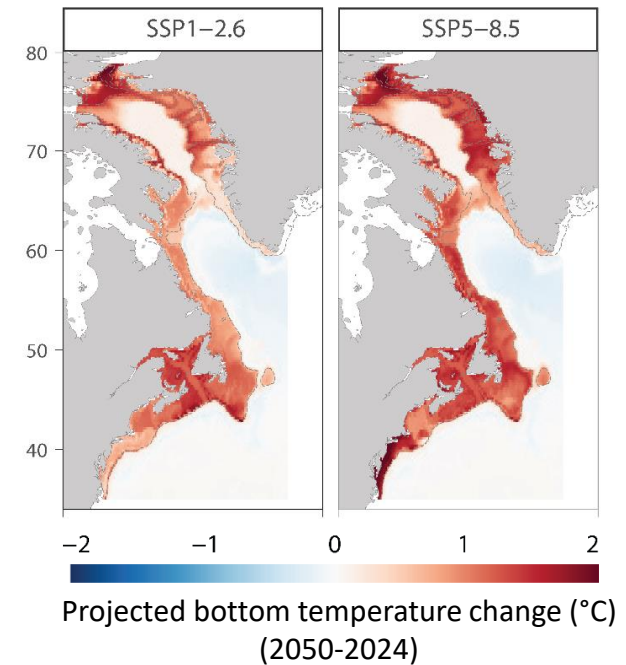 SSP1−2.6
SSP5−8.5
80
70
60
50
40
−2 −1 0 1 2
Projected bottom temperature change (°C)
(2050-2024)